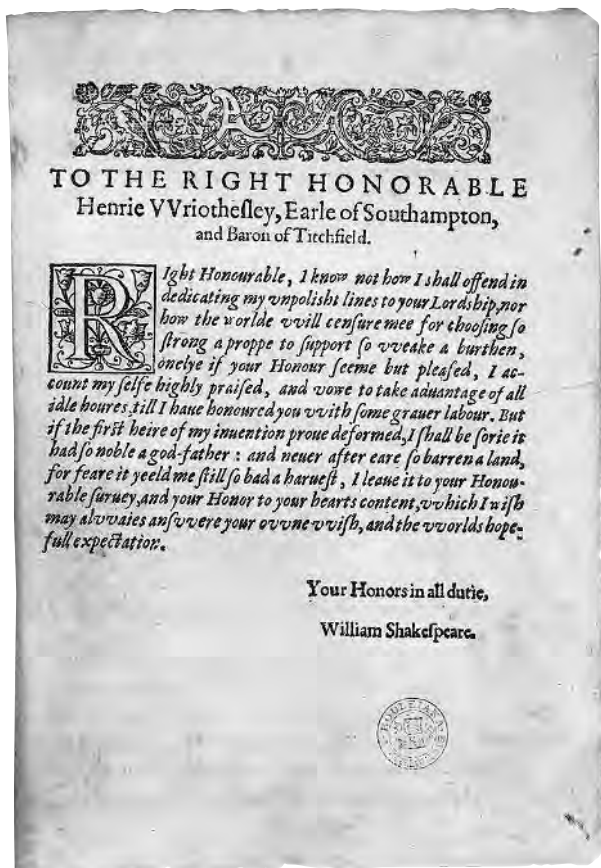 TO THE RIGHT HONORABLE
Henrie VVriotheſley, Earle of Southampton,
and Baron of Titchfield.
RIght Honourable, I know not how I ſhall offend in
dedicating my vnpoliſht lines to your Lordſhip, nor
how the worlde vvill cenſure mee for chooſing ſo
ſtrong a proppe to ſupport ſo vveake a burthen,
onelye if your Honour ſeeme but pleaſed, I ac-
count my ſelfe highly praiſed, and vowe to take aduantage of all
idle houres, till I haue honoured you vvith ſome grauer labour. But
if the firſt heire of my inuention proue deformed, I ſhall be ſorie it
had ſo noble a god-father : and neuer after eare ſo barren a land,
for feare it yeeld me ſtill ſo bad a harueſt, I leaue it to your Honou-
rable ſuruey, and your Honor to your hearts content, vvhich I wiſh
may alvvaies anſvvere your ovvne vviſh, and the vvorlds hope-
full expectation.
Your Honors in all dutie,
William Shakeſpeare.
BODLEIANA